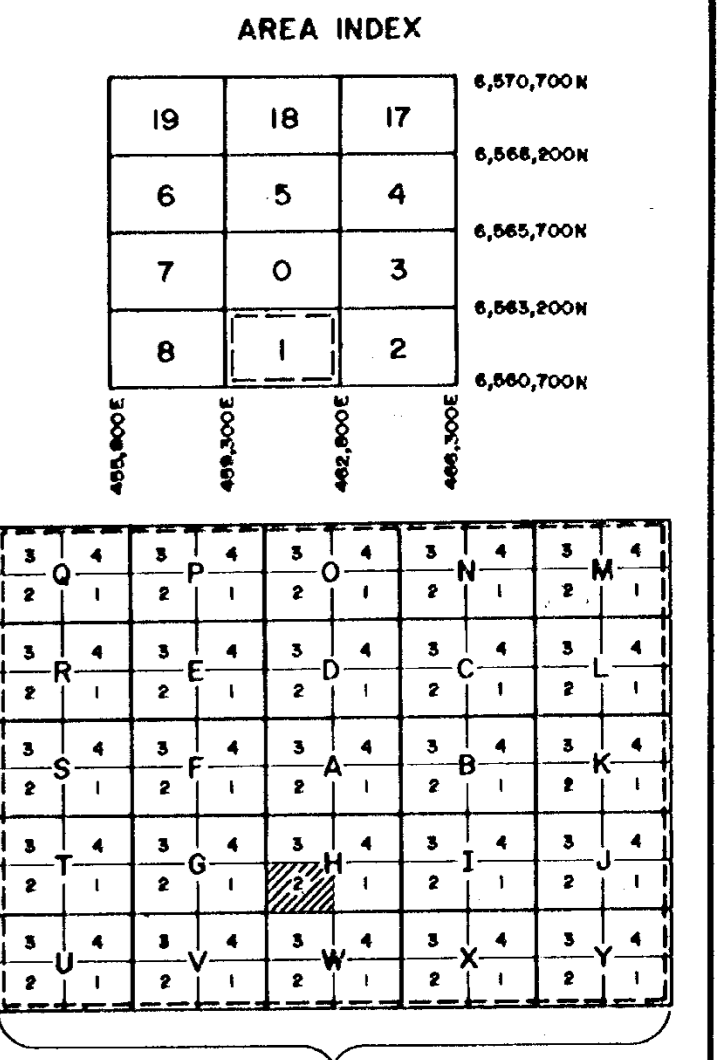 AREA INDEX
6,570,700N
19 18 17
6,568,200N
6 5 4
6,565,700N
7 0 3
6,563,200N
8 1 2
6,560,700N
455,800E 459,300E 462,800E 466,300E
3 4 3 4 3 4 3 4 3 4
Q P O N M
2 1 2 1 2 1 2 1 2 1
3 4 3 4 3 4 3 4 3 4
R E D C L
2 1 2 1 2 1 2 1 2 1
3 4 3 4 3 4 3 4 3 4
S F A B K
2 1 2 1 2 1 2 1 2 1
3 4 3 4 3 4 3 4 3 4
T G H I J
2 1 2 1 2 1 2 1 2 1
3 4 3 4 3 4 3 4 3 4
U V W X Y
2 1 2 1 2 1 2 1 2 1